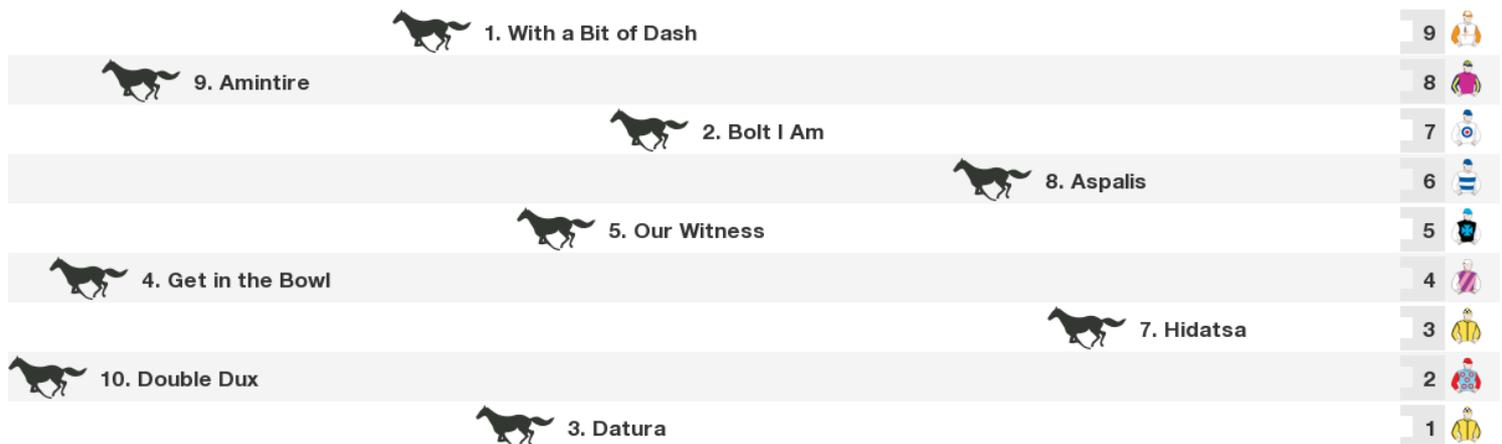 1. With a Bit of Dash 9
9. Amintire 8
2. Bolt I Am 7
8. Aspalis 6
5. Our Witness 5
4. Get in the Bowl 4
7. Hidatsa 3
10. Double Dux 2
3. Datura 1